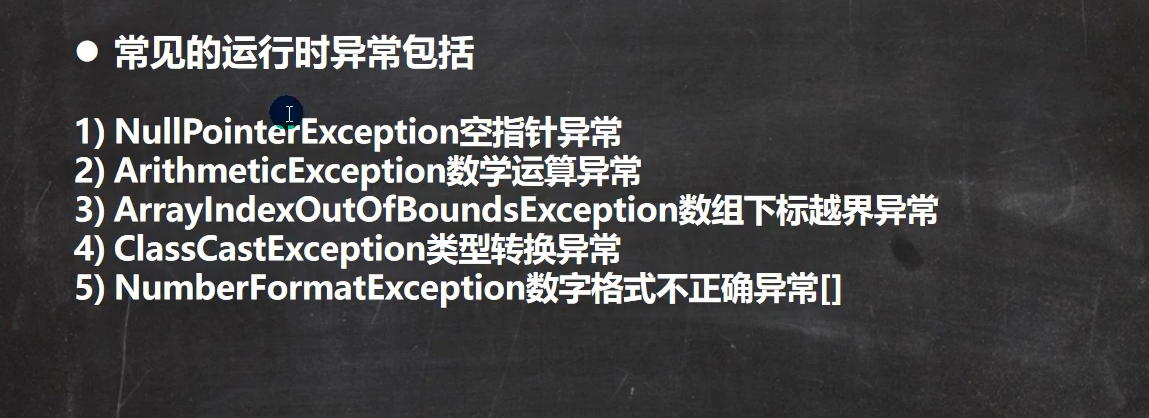 ● 常见的运行时异常包括
1) NullPointerException空指针异常
2) ArithmeticException数学运算异常
3) ArrayIndexOutOfBoundsException数组下标越界异常
4) ClassCastException类型转换异常
5) NumberFormatException数字格式不正确异常[]